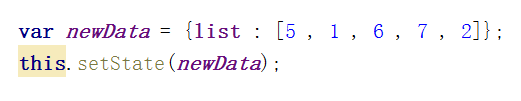 var newData = {list : [5 , 1 , 6 , 7 , 2]};
this.setState(newData);